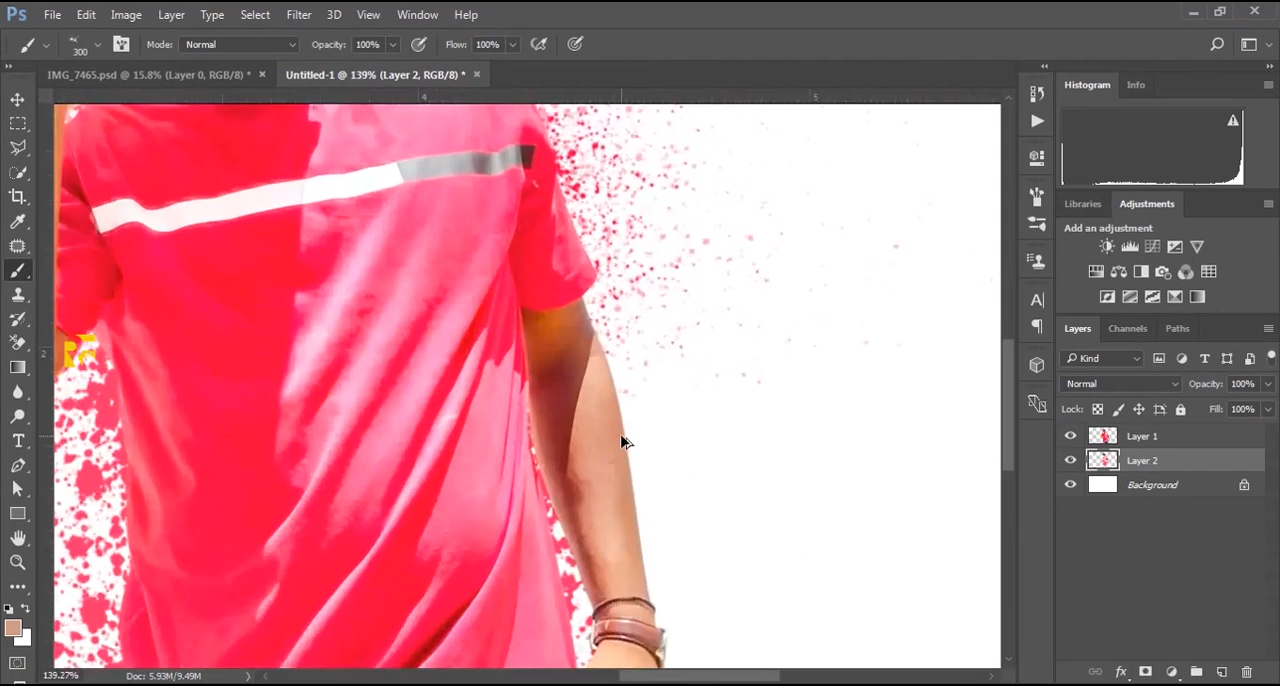 Ps File Edit Image Layer Type Select Filter 3D View Window Help
300 Mode: Normal Opacity: 100% Flow: 100%
IMG_7465.psd @ 15.8% (Layer 0, RGB/8) * × Untitled-1 @ 139% (Layer 2, RGB/8) * ×
4 5
2
Histogram Info
Libraries Adjustments
Add an adjustment
Layers Channels Paths
Kind
Normal Opacity: 100%
Lock: Fill: 100%
Layer 1
Layer 2
Background
139.27% Doc: 5.93M/9.49M